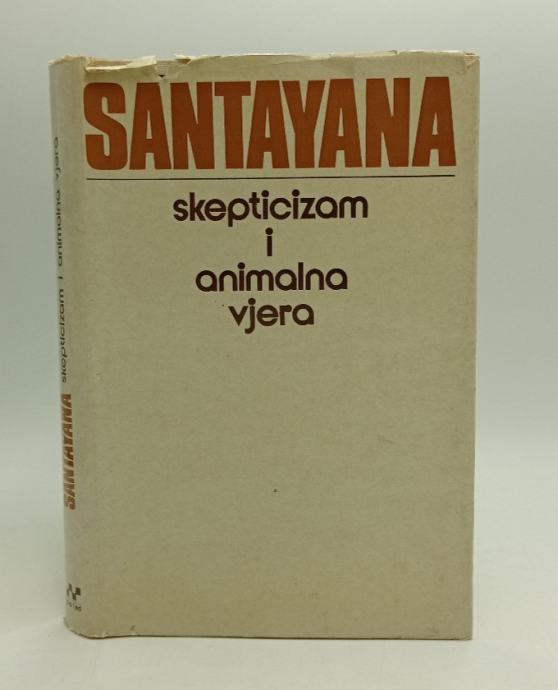 SANTAYANA
skepticizam
i
animalna
vjera
SANTAYANA skepticizam i animalna vjera